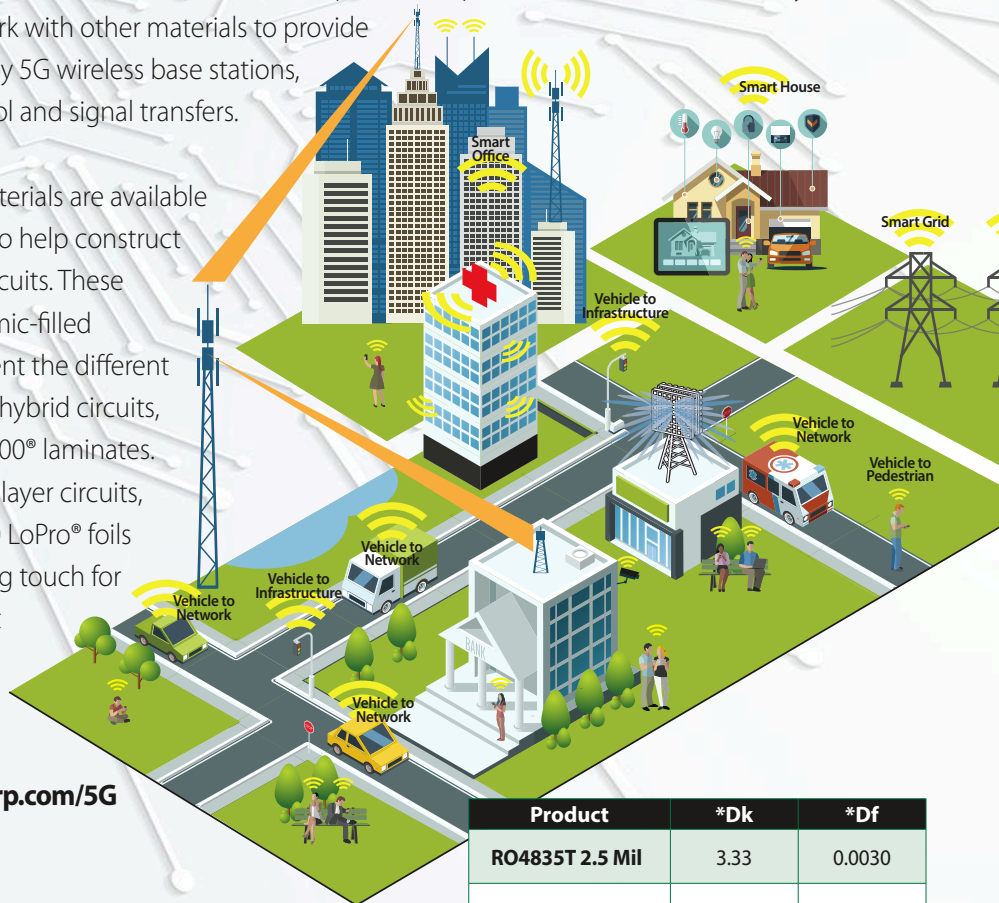 rk with other materials to provide
y 5G wireless base stations,
ol and signal transfers.
terials are available
o help construct
cuits. These
mic-filled
ent the different
hybrid circuits,
00® laminates.
layer circuits,
LoPro® foils
g touch for
rp.com/5G
Smart House
Smart
Office
Smart Grid
Vehicle to
Infrastructure
Vehicle to
Network
Vehicle to
Pedestrian
Vehicle to
Network
Vehicle to
Infrastructure
Vehicle to
Network
BANK
Vehicle to
Network
Product *Dk *Df
RO4835T 2.5 Mil 3.33 0.0030